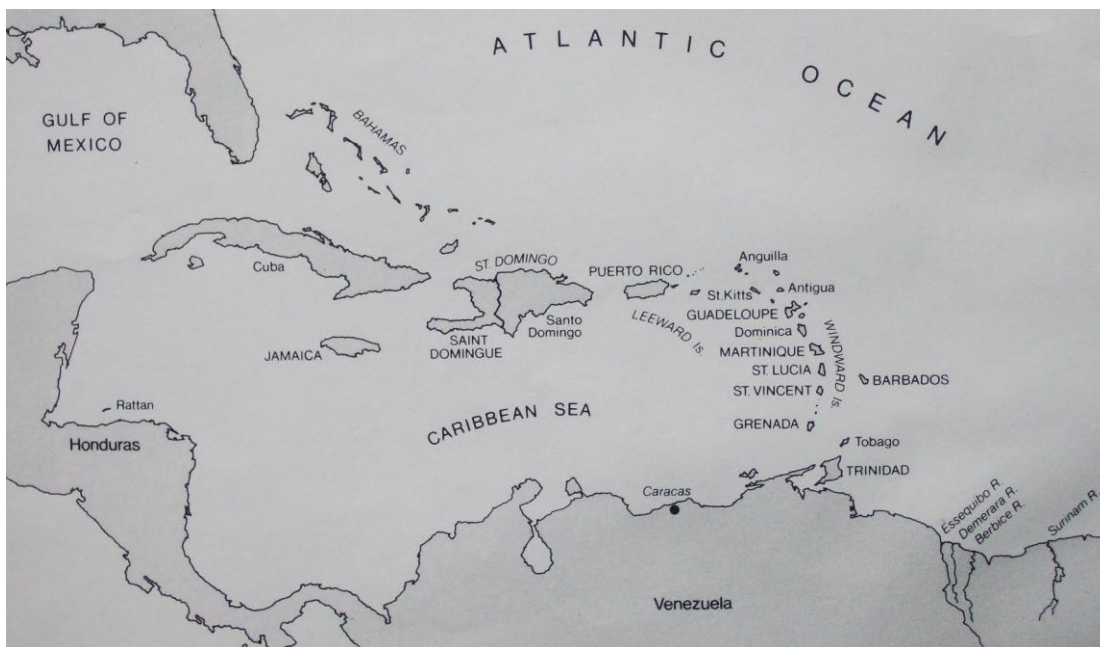 ATLANTIC OCEAN
GULF OF
MEXICO
BAHAMAS
Cuba
ST. DOMINGO
PUERTO RICO
Anguilla
St.Kitts
Antigua
GUADELOUPE
LEEWARD Is.
Dominica
WINDWARD Is.
Santo
Domingo
SAINT
DOMINGUE
JAMAICA
MARTINIQUE
ST. LUCIA
BARBADOS
ST. VINCENT
Rattan
CARIBBEAN SEA
GRENADA
Honduras
Tobago
TRINIDAD
Caracas
Essequibo R.
Demerara R.
Berbice R.
Surinam R.
Venezuela